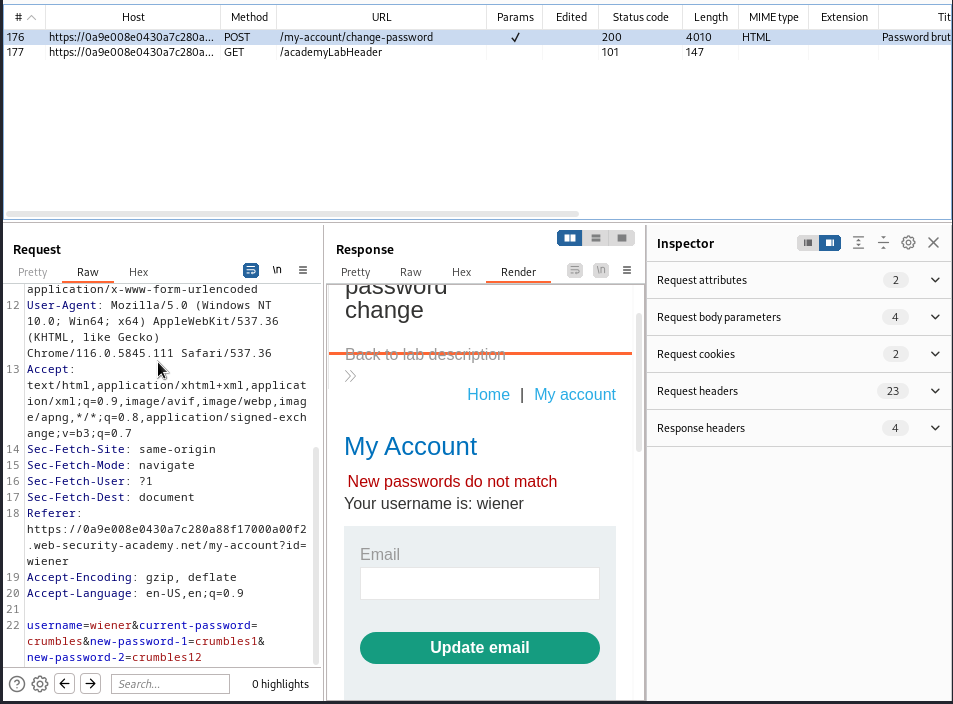 # Host Method URL Params Edited Status code Length MIME type Extension Tit
176 https://0a9e008e0430a7c280a... POST /my-account/change-password ✓ 200 4010 HTML Password brut
177 https://0a9e008e0430a7c280a... GET /academyLabHeader 101 147
Request
Pretty Raw Hex \n
application/x-www-form-urlencoded
12 User-Agent: Mozilla/5.0 (Windows NT
10.0; Win64; x64) AppleWebKit/537.36
(KHTML, like Gecko)
Chrome/116.0.5845.111 Safari/537.36
13 Accept:
text/html,application/xhtml+xml,applicat
ion/xml;q=0.9,image/avif,image/webp,imag
e/apng,*/*;q=0.8,application/signed-exch
ange;v=b3;q=0.7
14 Sec-Fetch-Site: same-origin
15 Sec-Fetch-Mode: navigate
16 Sec-Fetch-User: ?1
17 Sec-Fetch-Dest: document
18 Referer:
https://0a9e008e0430a7c280a88f17000a00f2
.web-security-academy.net/my-account?id=
wiener
19 Accept-Encoding: gzip, deflate
20 Accept-Language: en-US,en;q=0.9
21
22 username=wiener&current-password=
crumbles&new-password-1=crumbles1&
new-password-2=crumbles12
Search... 0 highlights
Response
Pretty Raw Hex Render \n
password
change
Back to lab description
Home | My account
My Account
New passwords do not match
Your username is: wiener
Email
Update email
Inspector
Request attributes 2
Request body parameters 4
Request cookies 2
Request headers 23
Response headers 4